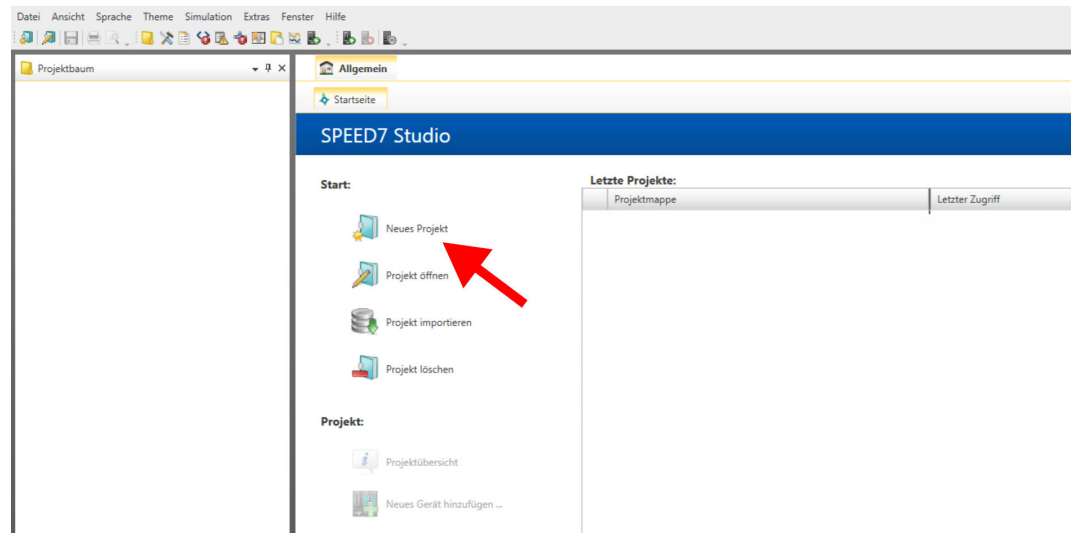 Datei Ansicht Sprache Theme Simulation Extras Fenster Hilfe
Projektbaum
Allgemein
Startseite
SPEED7 Studio
Start:
Neues Projekt
Projekt öffnen
Projekt importieren
Projekt löschen
Projekt:
Projektübersicht
Neues Gerät hinzufügen ...
Letzte Projekte:
Projektmappe Letzter Zugriff